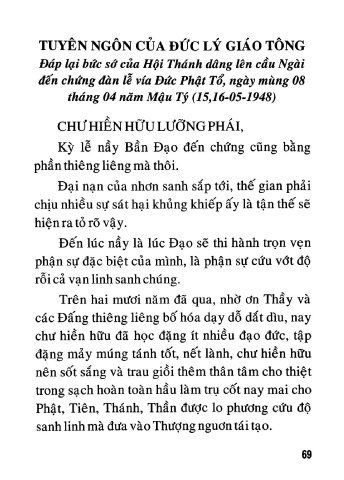 TUYÊN NGÔN CỦA ĐỨC LÝ GIÁO TÔNG
Đáp lại bức sớ của Hội Thánh dâng lên cầu Ngài
đến chứng đàn lễ vía Đức Phật Tổ, ngày mùng 08
tháng 04 năm Mậu Tý (15,16-05-1948)
CHƯ HIỀN HỮU LƯỠNG PHÁI,
Kỳ lễ nầy Bần Đạo đến chứng cũng bằng
phần thiêng liêng mà thôi.
Đại nạn của nhơn sanh sắp tới, thế gian phải
chịu nhiều sự sát hại khủng khiếp ấy là tận thế sẽ
hiện ra tỏ rõ vậy.
Đến lúc nầy là lúc Đạo sẽ thi hành trọn vẹn
phận sự đặc biệt của mình, là phận sự cứu vớt độ
rỗi cả vạn linh sanh chúng.
Trên hai mươi năm đã qua, nhờ ơn Thầy và
các Đấng thiêng liêng bố hóa dạy dỗ dắt dìu, nay
chư hiền hữu đã học đặng ít nhiều đạo đức, tập
đặng mảy múng tánh tốt, nết lành, chư hiền hữu
nên sốt sắng và trau giồi thêm thân tâm cho thiệt
trong sạch hoàn toàn hầu làm trụ cốt nay mai cho
Phật, Tiên, Thánh, Thần được lo phương cứu độ
sanh linh mà đưa vào Thượng nguơn tái tạo.
69